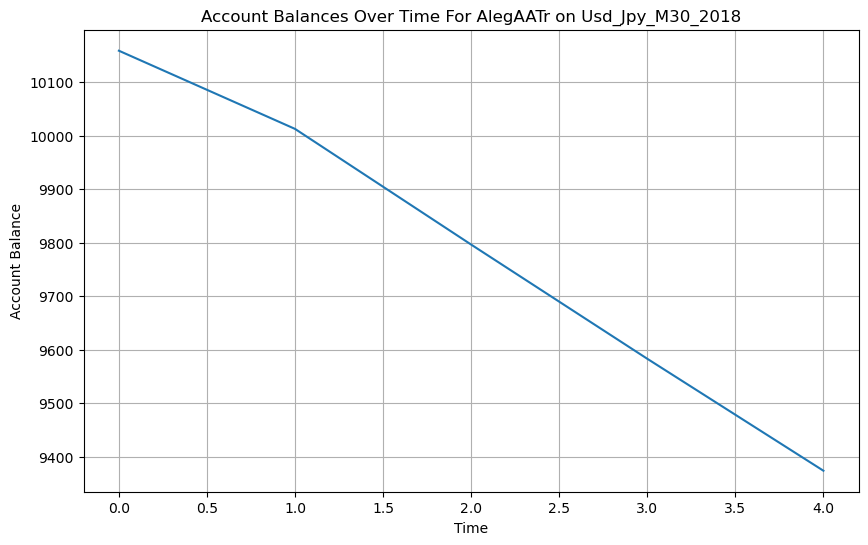 Account Balances Over Time For AlegAATr on Usd_Jpy_M30_2018
Account Balance
10100
10000
9900
9800
9700
9600
9500
9400
0.0 0.5 1.0 1.5 2.0 2.5 3.0 3.5 4.0
Time